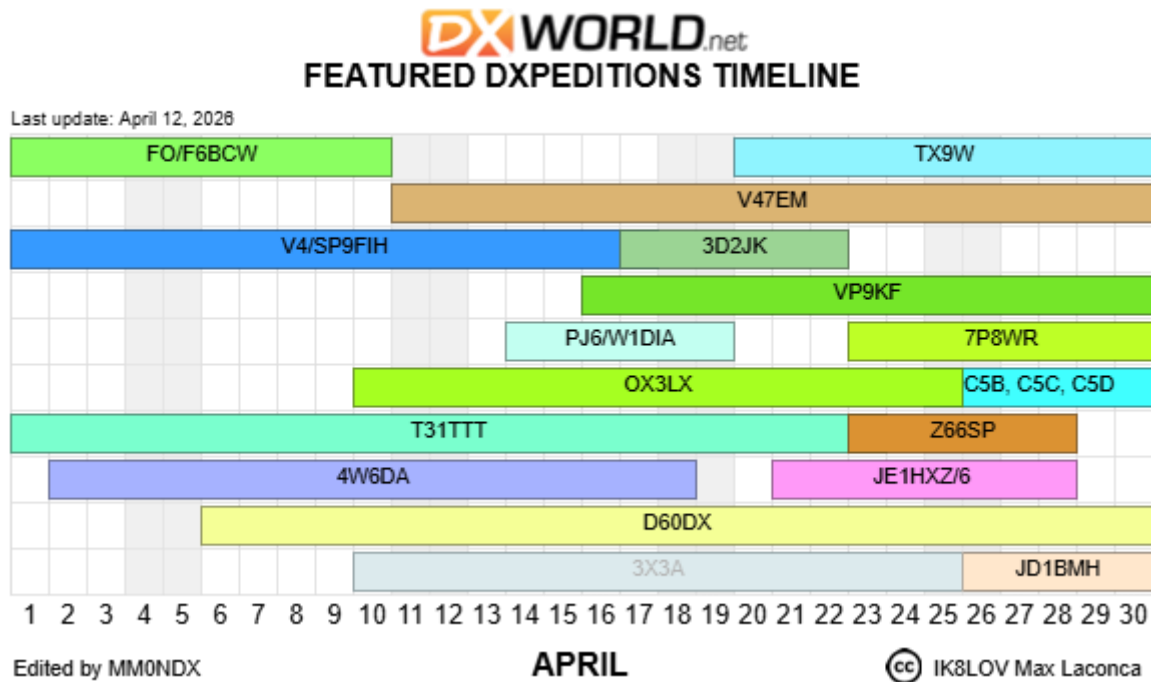 DX WORLD.net
FEATURED DXPEDITIONS TIMELINE
Last update: April 12, 2026
FO/F6BCW TX9W
V47EM
V4/SP9FIH 3D2JK
VP9KF
PJ6/W1DIA 7P8WR
OX3LX C5B, C5C, C5D
T31TTT Z66SP
4W6DA JE1HXZ/6
D60DX
3X3A JD1BMH
1 2 3 4 5 6 7 8 9 10 11 12 13 14 15 16 17 18 19 20 21 22 23 24 25 26 27 28 29 30
Edited by MM0NDX APRIL cc IK8LOV Max Laconca